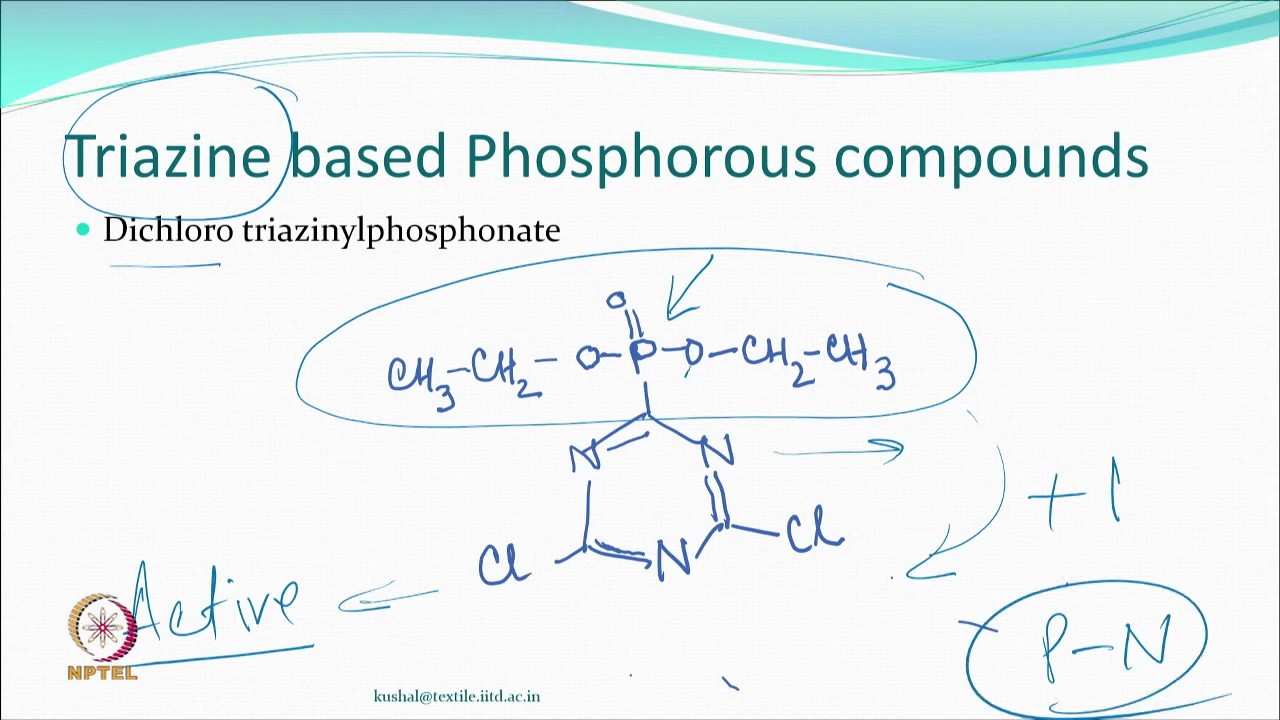 Triazine based Phosphorous compounds
Dichloro triazinylphosphonate
O
CH3-CH2-O-P-O-CH2-CH3
N N
Cl N Cl
+ 1
Active
P-N
NPTEL
kushal@textile.iitd.ac.in